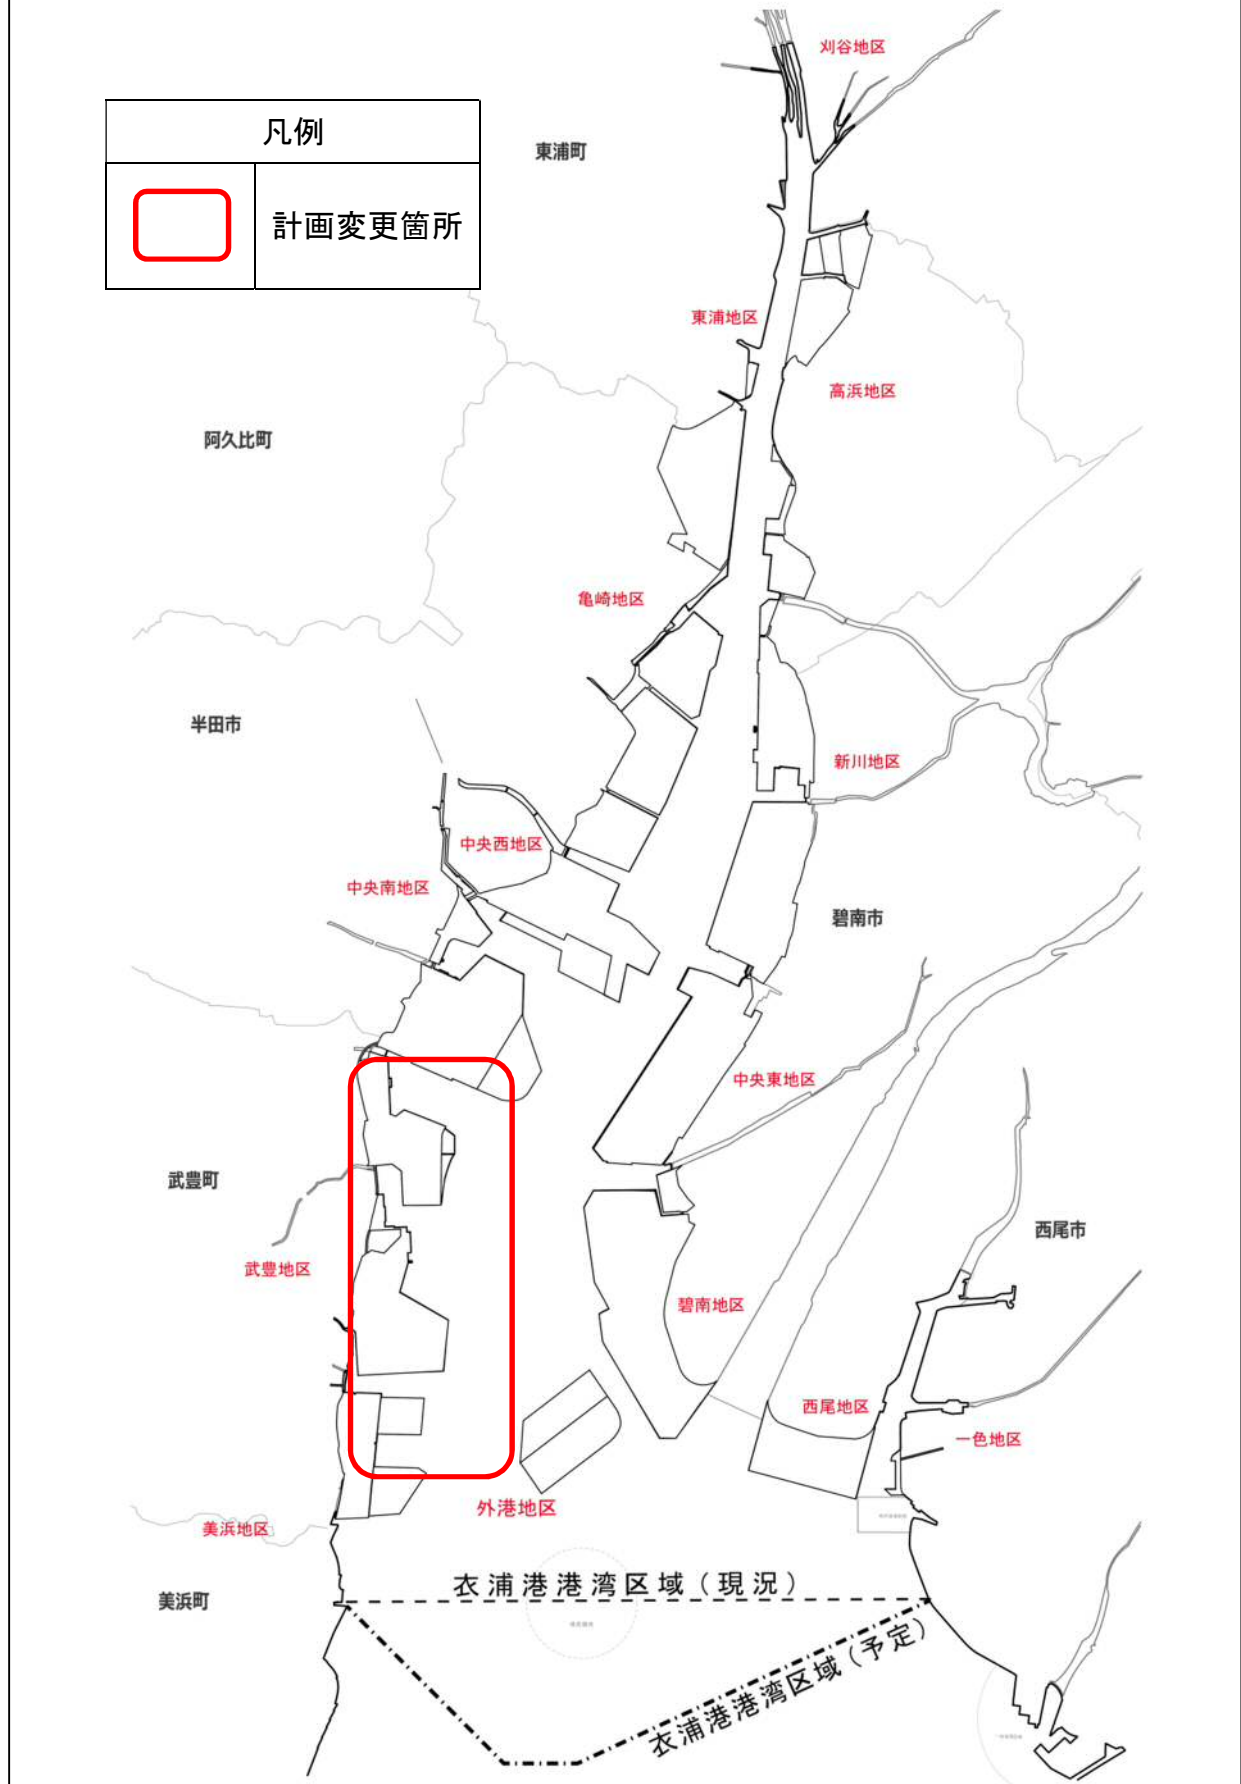 刈谷地区
凡例
東浦町
計画変更箇所
東浦地区
高浜地区
阿久比町
亀崎地区
半田市
新川地区
中央西地区
中央南地区
碧南市
中央東地区
武豊町
西尾市
武豊地区
碧南地区
西尾地区
一色地区
外港地区
美浜地区
衣浦港港湾区域（現況）
美浜町
衣浦港港湾区域（予定）